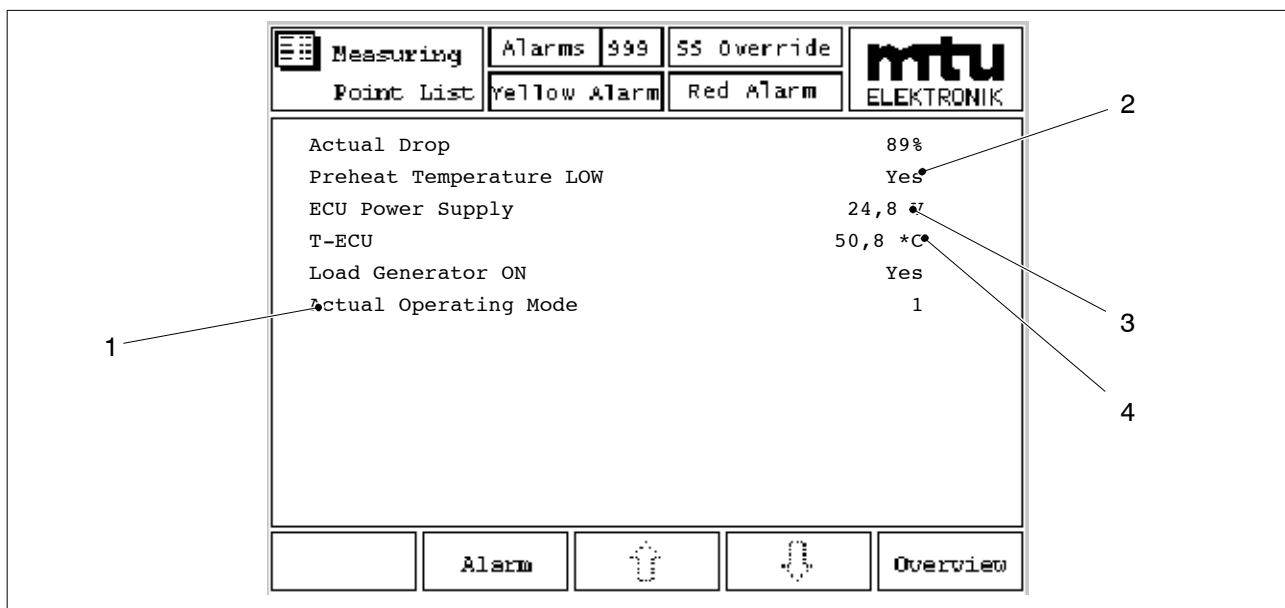 Measuring
Point List
Alarms 999
SS Override
Yellow Alarm
Red Alarm
mtu
ELEKTRONIK
Actual Drop 89%
Preheat Temperature LOW Yes
ECU Power Supply 24,8 V
T-ECU 50,8 *C
Load Generator ON Yes
Actual Operating Mode 1
1
2
3
4
Alarm
Overview